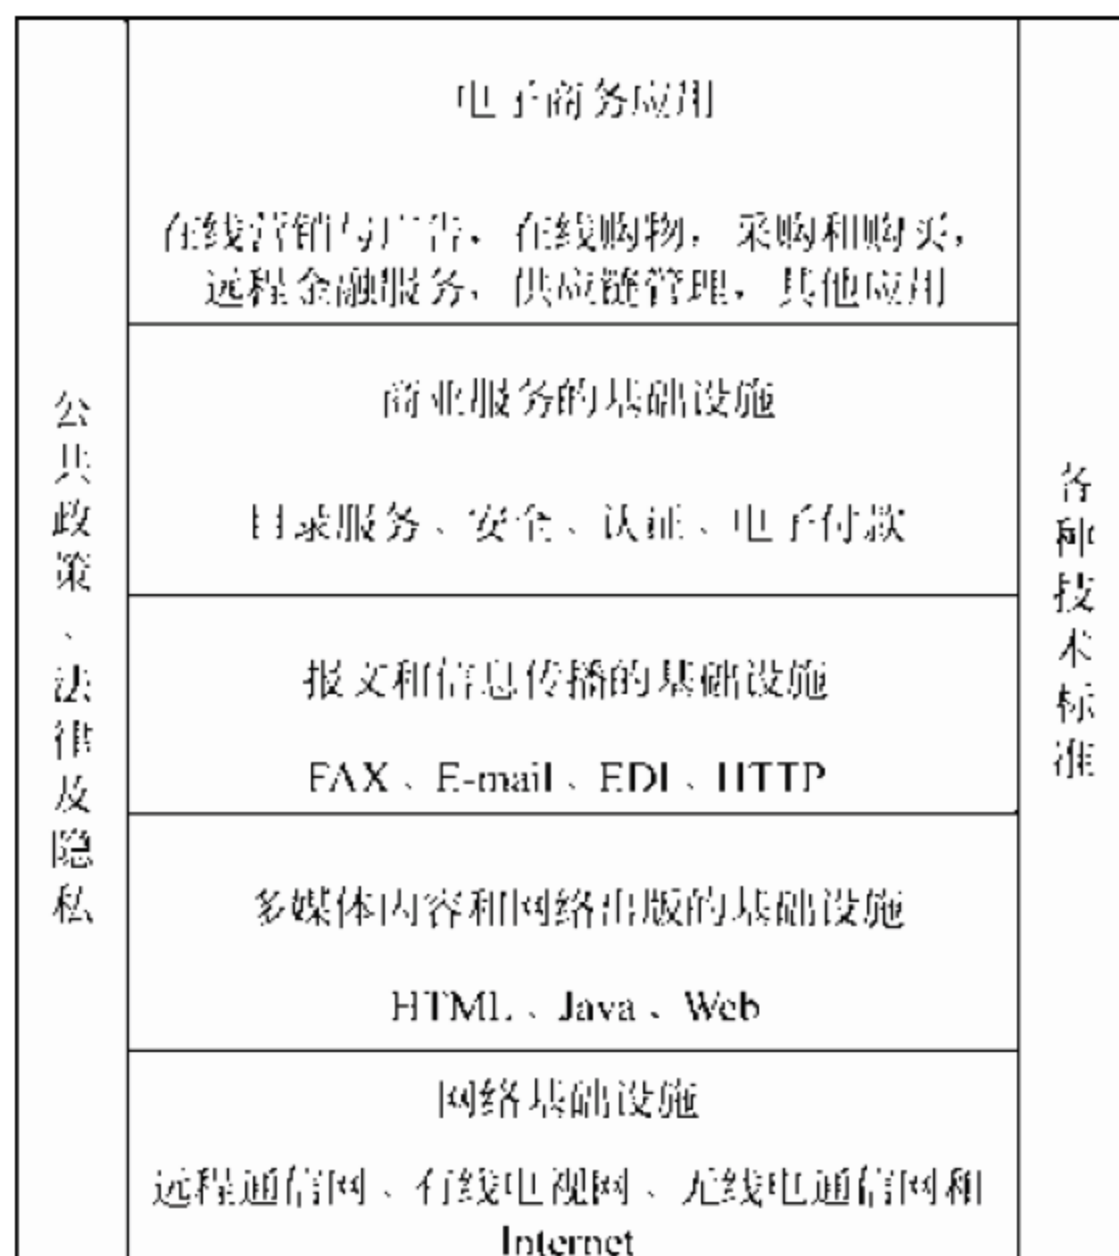 公共政策、法律及隐私
电子商务应用
在线营销与广告，在线购物，采购和购买，
远程金融服务，供应链管理，其他应用
商业服务的基础设施
目录服务、安全、认证、电子付款
报文和信息传播的基础设施
FAX、E-mail、EDI、HTTP
多媒体内容和网络出版的基础设施
HTML、Java、Web
网络基础设施
远程通信网、有线电视网、无线电通信网和
Internet
各种技术标准